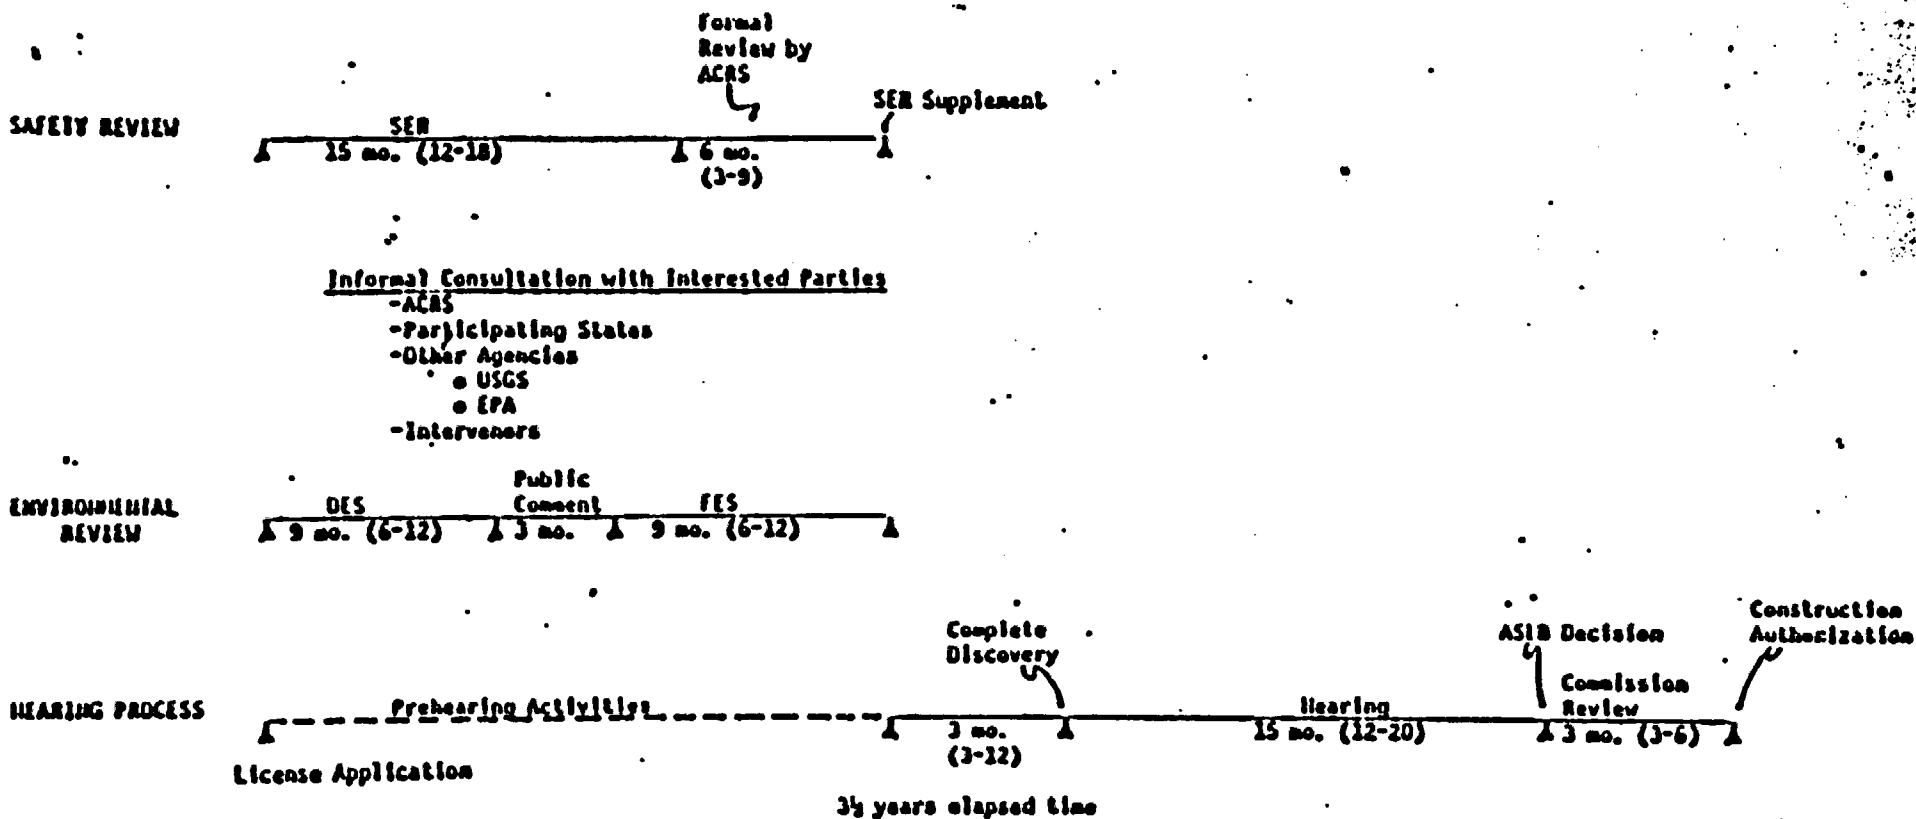 Formal
Review by
ACRS
SER Supplement
SAFETY REVIEW
SER
15 mo. (12-18)
6 mo.
(3-9)
Informal Consultation with Interested Parties
-ACRS
-Participating States
-Other Agencies
● USGS
● EPA
-Intervenors
ENVIRONMENTAL
REVIEW
DES
Public
Comment
FES
9 mo. (6-12)
3 mo.
9 mo. (6-12)
Complete
Discovery
ASLB Decision
Construction
Authorization
HEARING PROCESS
Prehearing Activities
Hearing
Commission
Review
3 mo.
(3-12)
15 mo. (12-20)
3 mo. (3-6)
License Application
3½ years elapsed time